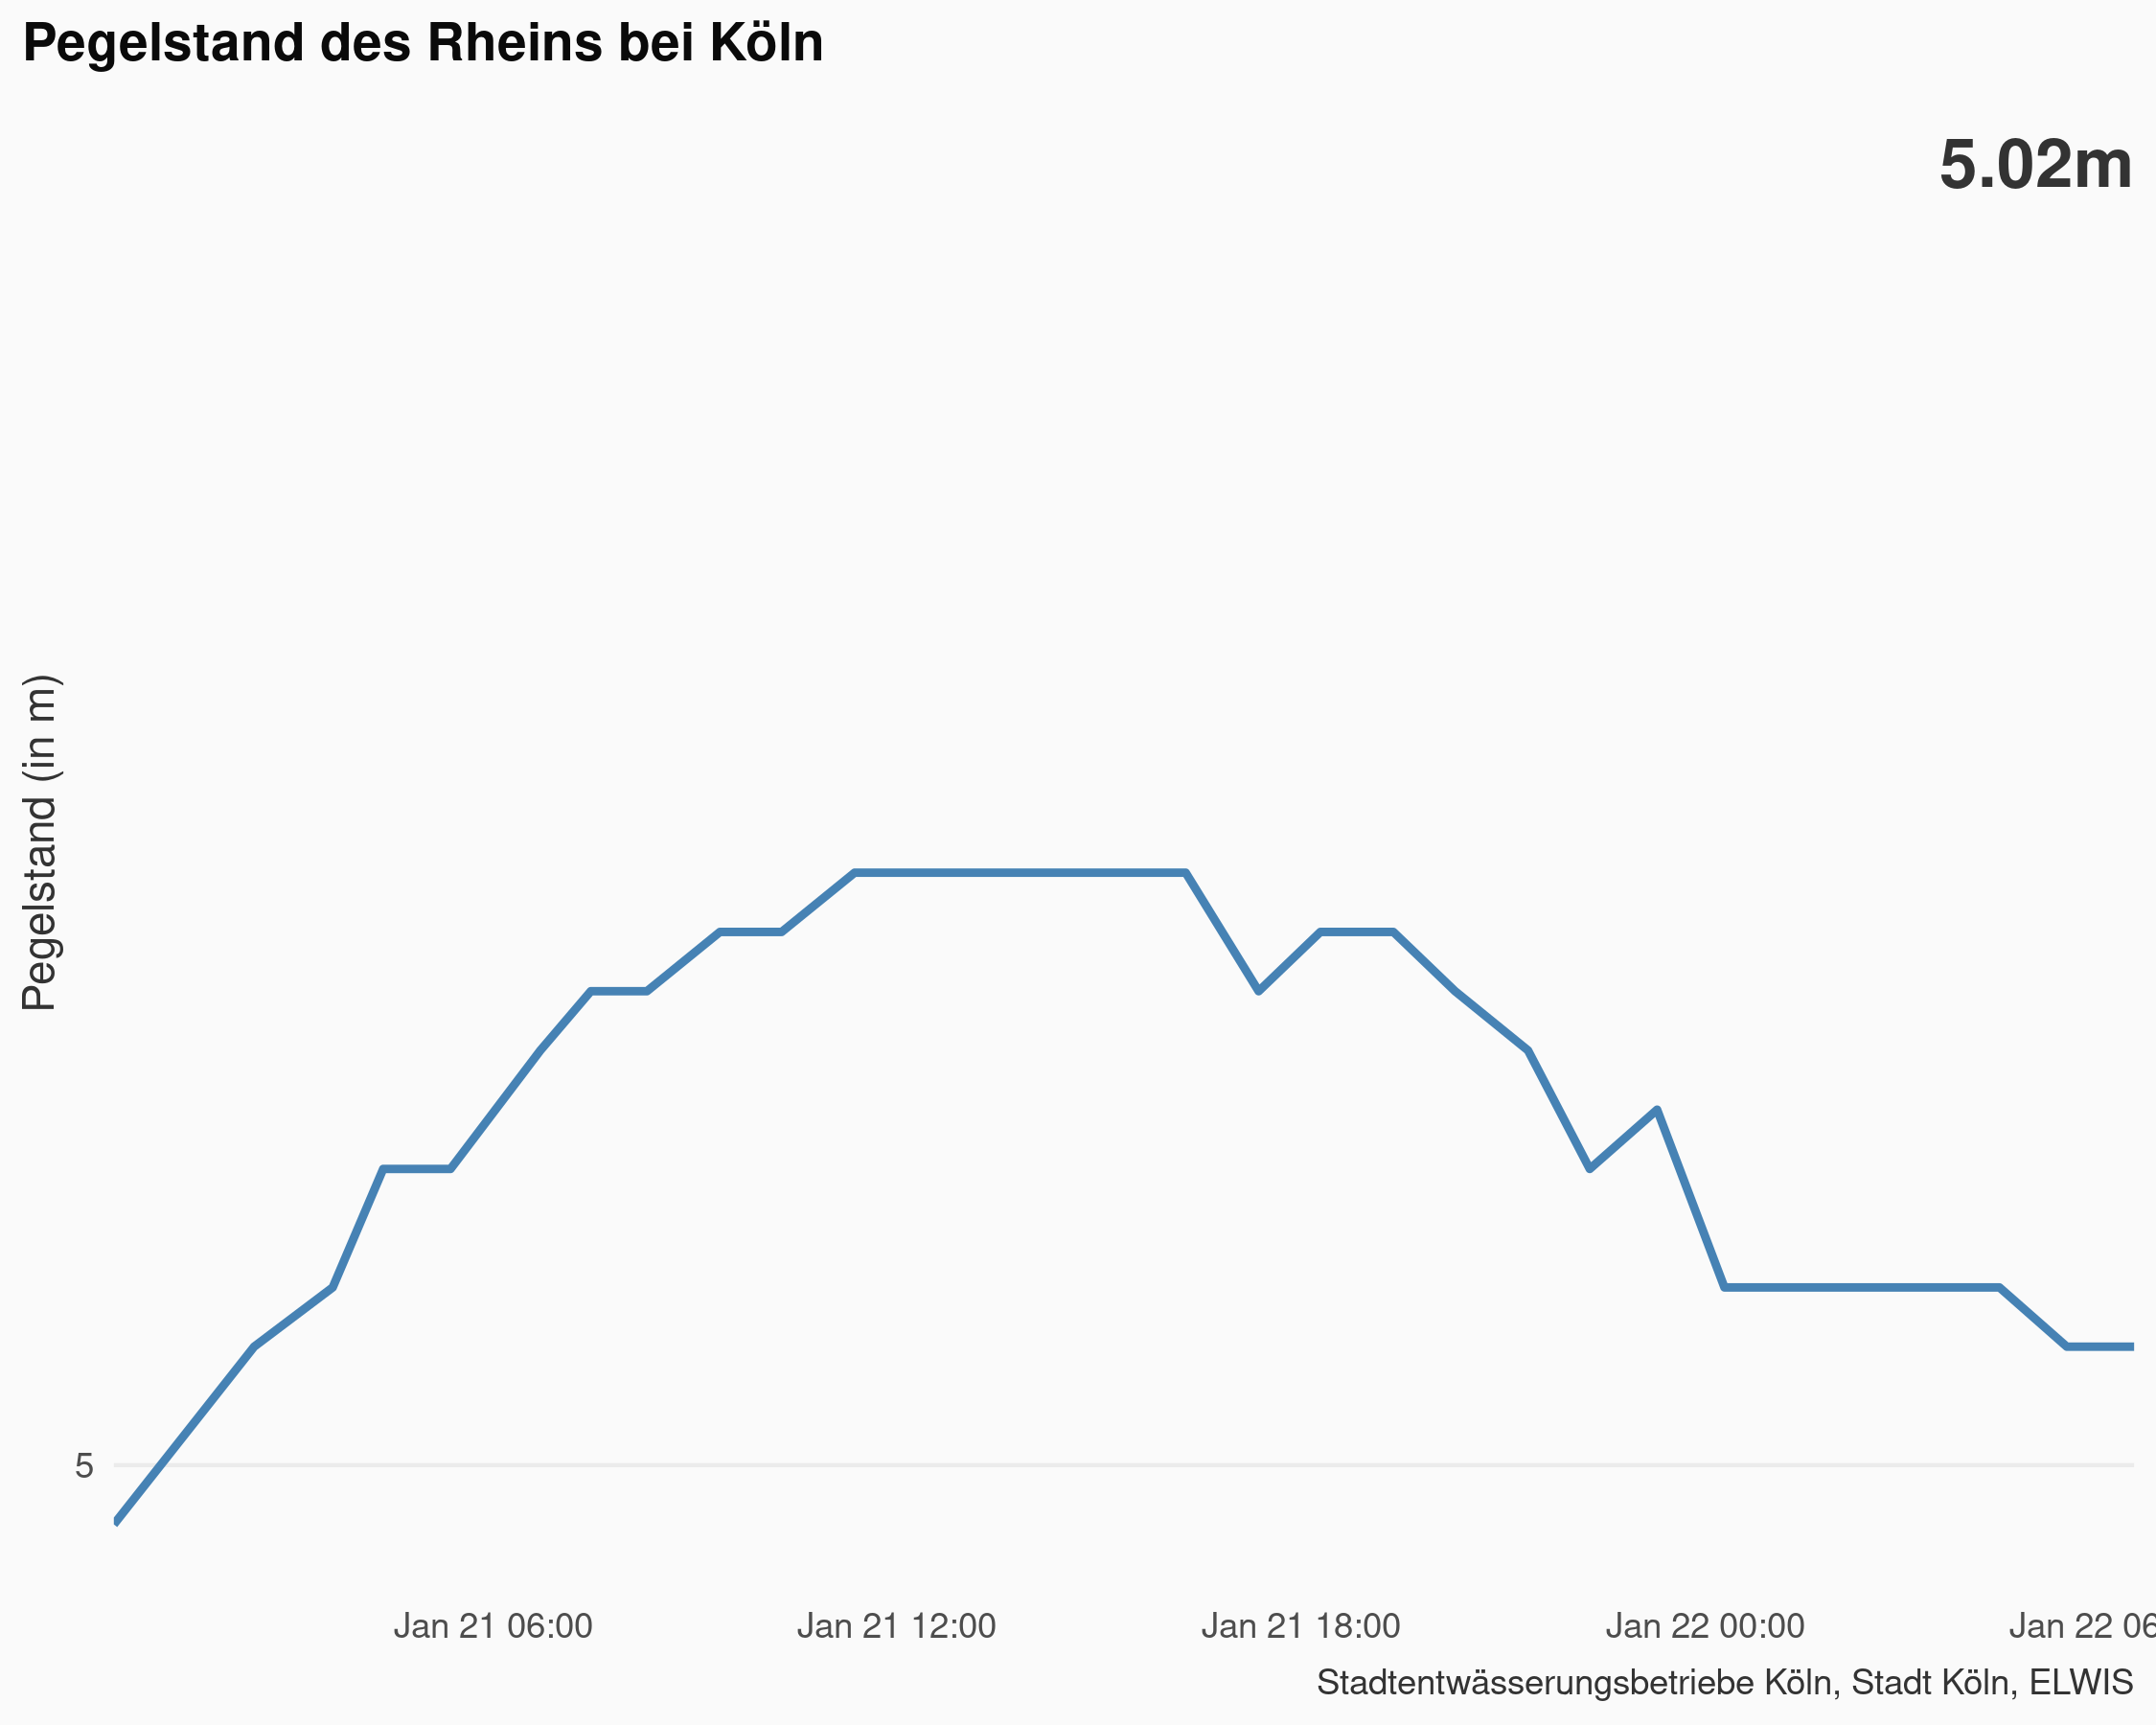 Pegelstand des Rheins bei Köln
5.02m
Pegelstand (in m)
5
Jan 21 06:00
Jan 21 12:00
Jan 21 18:00
Jan 22 00:00
Jan 22 06
Stadtentwässerungsbetriebe Köln, Stadt Köln, ELWIS